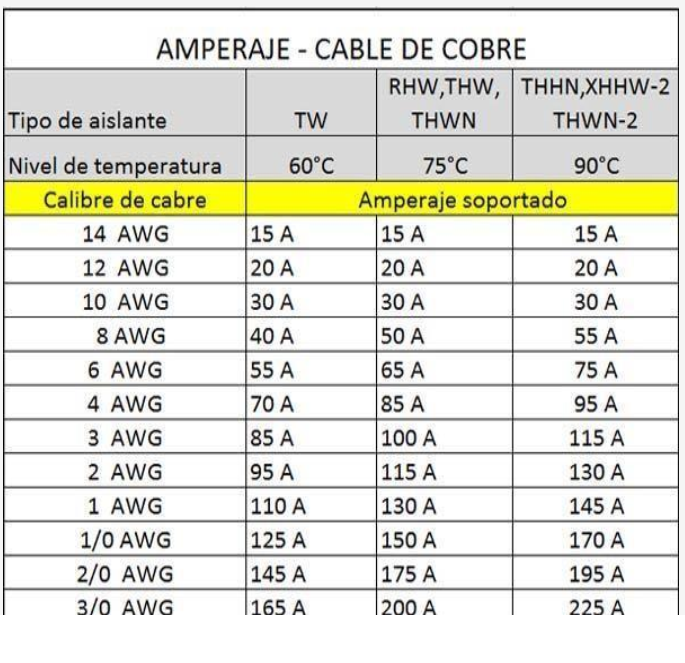 AMPERAJE - CABLE DE COBRE
Tipo de aislante TW RHW,THW, THWN THHN,XHHW-2 THWN-2
Nivel de temperatura 60°C 75°C 90°C
Calibre de cabre Amperaje soportado
14 AWG 15 A 15 A 15 A
12 AWG 20 A 20 A 20 A
10 AWG 30 A 30 A 30 A
8 AWG 40 A 50 A 55 A
6 AWG 55 A 65 A 75 A
4 AWG 70 A 85 A 95 A
3 AWG 85 A 100 A 115 A
2 AWG 95 A 115 A 130 A
1 AWG 110 A 130 A 145 A
1/0 AWG 125 A 150 A 170 A
2/0 AWG 145 A 175 A 195 A
3/0 AWG 165 A 200 A 225 A